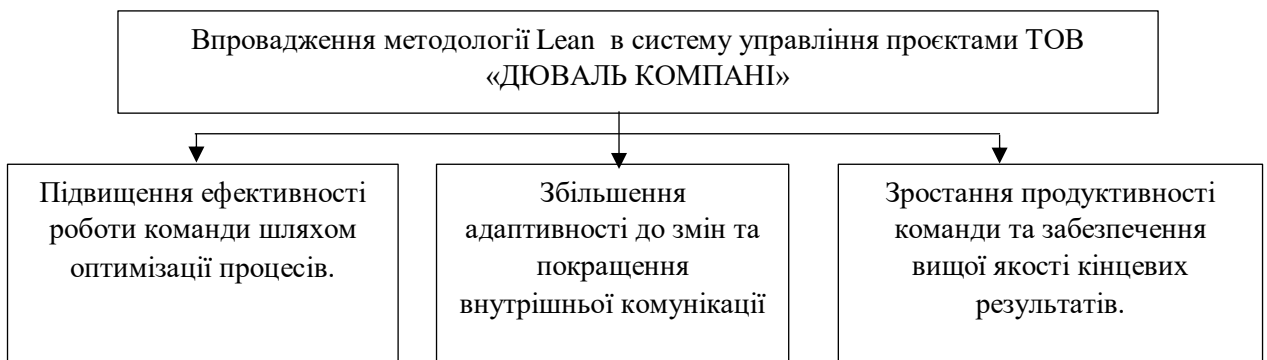 Впровадження методології Lean в систему управління проєктами ТОВ
«ДЮВАЛЬ КОМПАНІ»
Підвищення ефективності
роботи команди шляхом
оптимізації процесів.
Збільшення
адаптивності до змін та
покращення
внутрішньої комунікації
Зростання продуктивності
команди та забезпечення
вищої якості кінцевих
результатів.